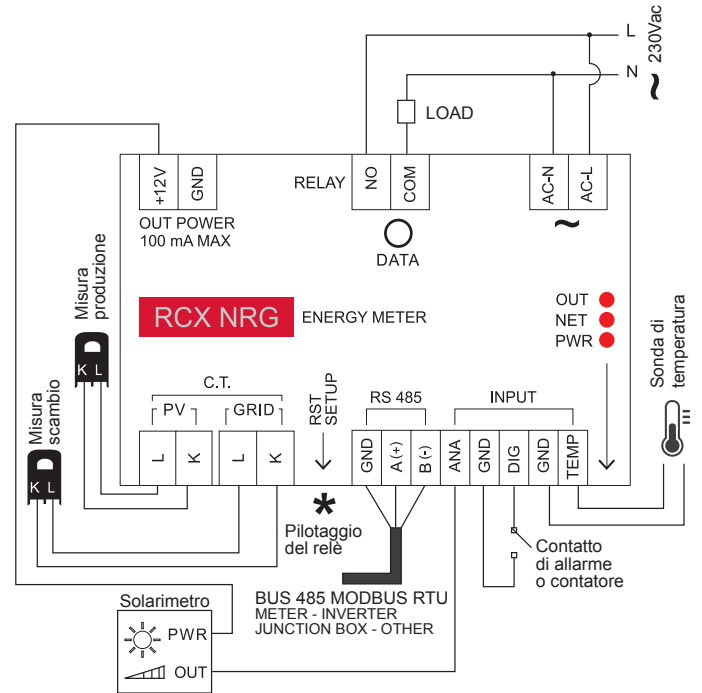 L
230Vac
N
~
LOAD
+12V
GND
RELAY
NO
COM
AC-N
AC-L
OUT POWER
100 mA MAX
~
DATA
Misura
produzione
K L
RCX NRG
ENERGY METER
OUT
NET
PWR
Sonda di
temperatura
C.T.
PV
GRID
RST
SETUP
RS 485
INPUT
Misura
scambio
K L
L
K
L
K
GND
A (+)
B (-)
ANA
GND
DIG
GND
TEMP
*
Pilotaggio
del relè
Contatto
di allarme
o contatore
BUS 485 MODBUS RTU
METER - INVERTER
JUNCTION BOX - OTHER
Solarimetro
PWR
OUT